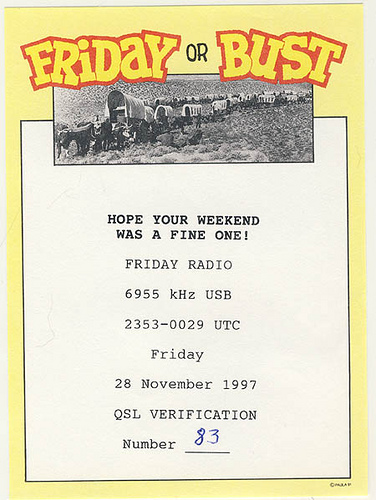 FRiDAY OR BUST
HOPE YOUR WEEKEND
WAS A FINE ONE!
FRIDAY RADIO
6955 kHz USB
2353-0029 UTC
Friday
28 November 1997
QSL VERIFICATION
Number 83